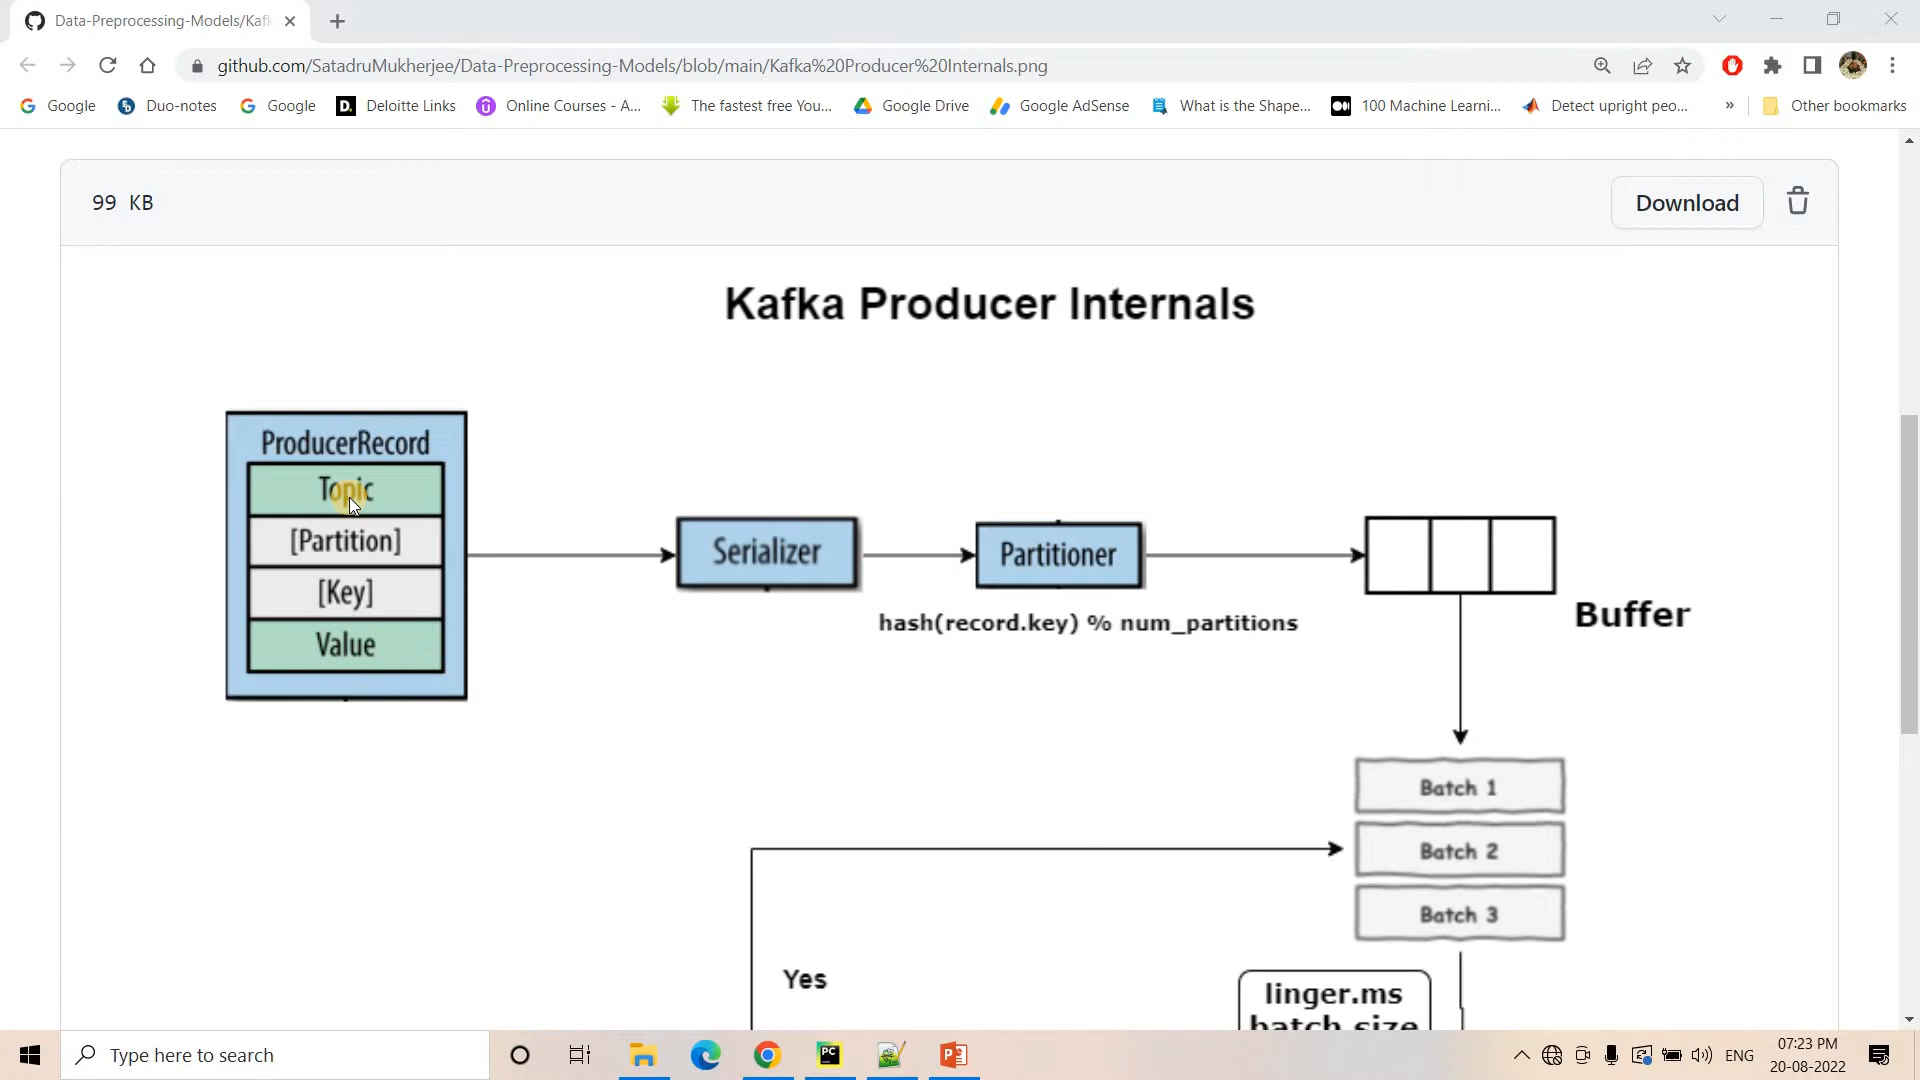 Data-Preprocessing-Models/Kafk
github.com/SatadruMukherjee/Data-Preprocessing-Models/blob/main/Kafka%20Producer%20Internals.png
Google
Duo-notes
Google
Deloitte Links
Online Courses - A...
The fastest free You...
Google Drive
Google AdSense
What is the Shape...
100 Machine Learni...
Detect upright peo...
»
Other bookmarks
99 KB
Download
Kafka Producer Internals
ProducerRecord
Topic
[Partition]
[Key]
Value
Serializer
Partitioner
hash(record.key) % num_partitions
Buffer
Batch 1
Batch 2
Batch 3
Yes
linger.ms
batch.size
Type here to search
ENG
07:23 PM
20-08-2022